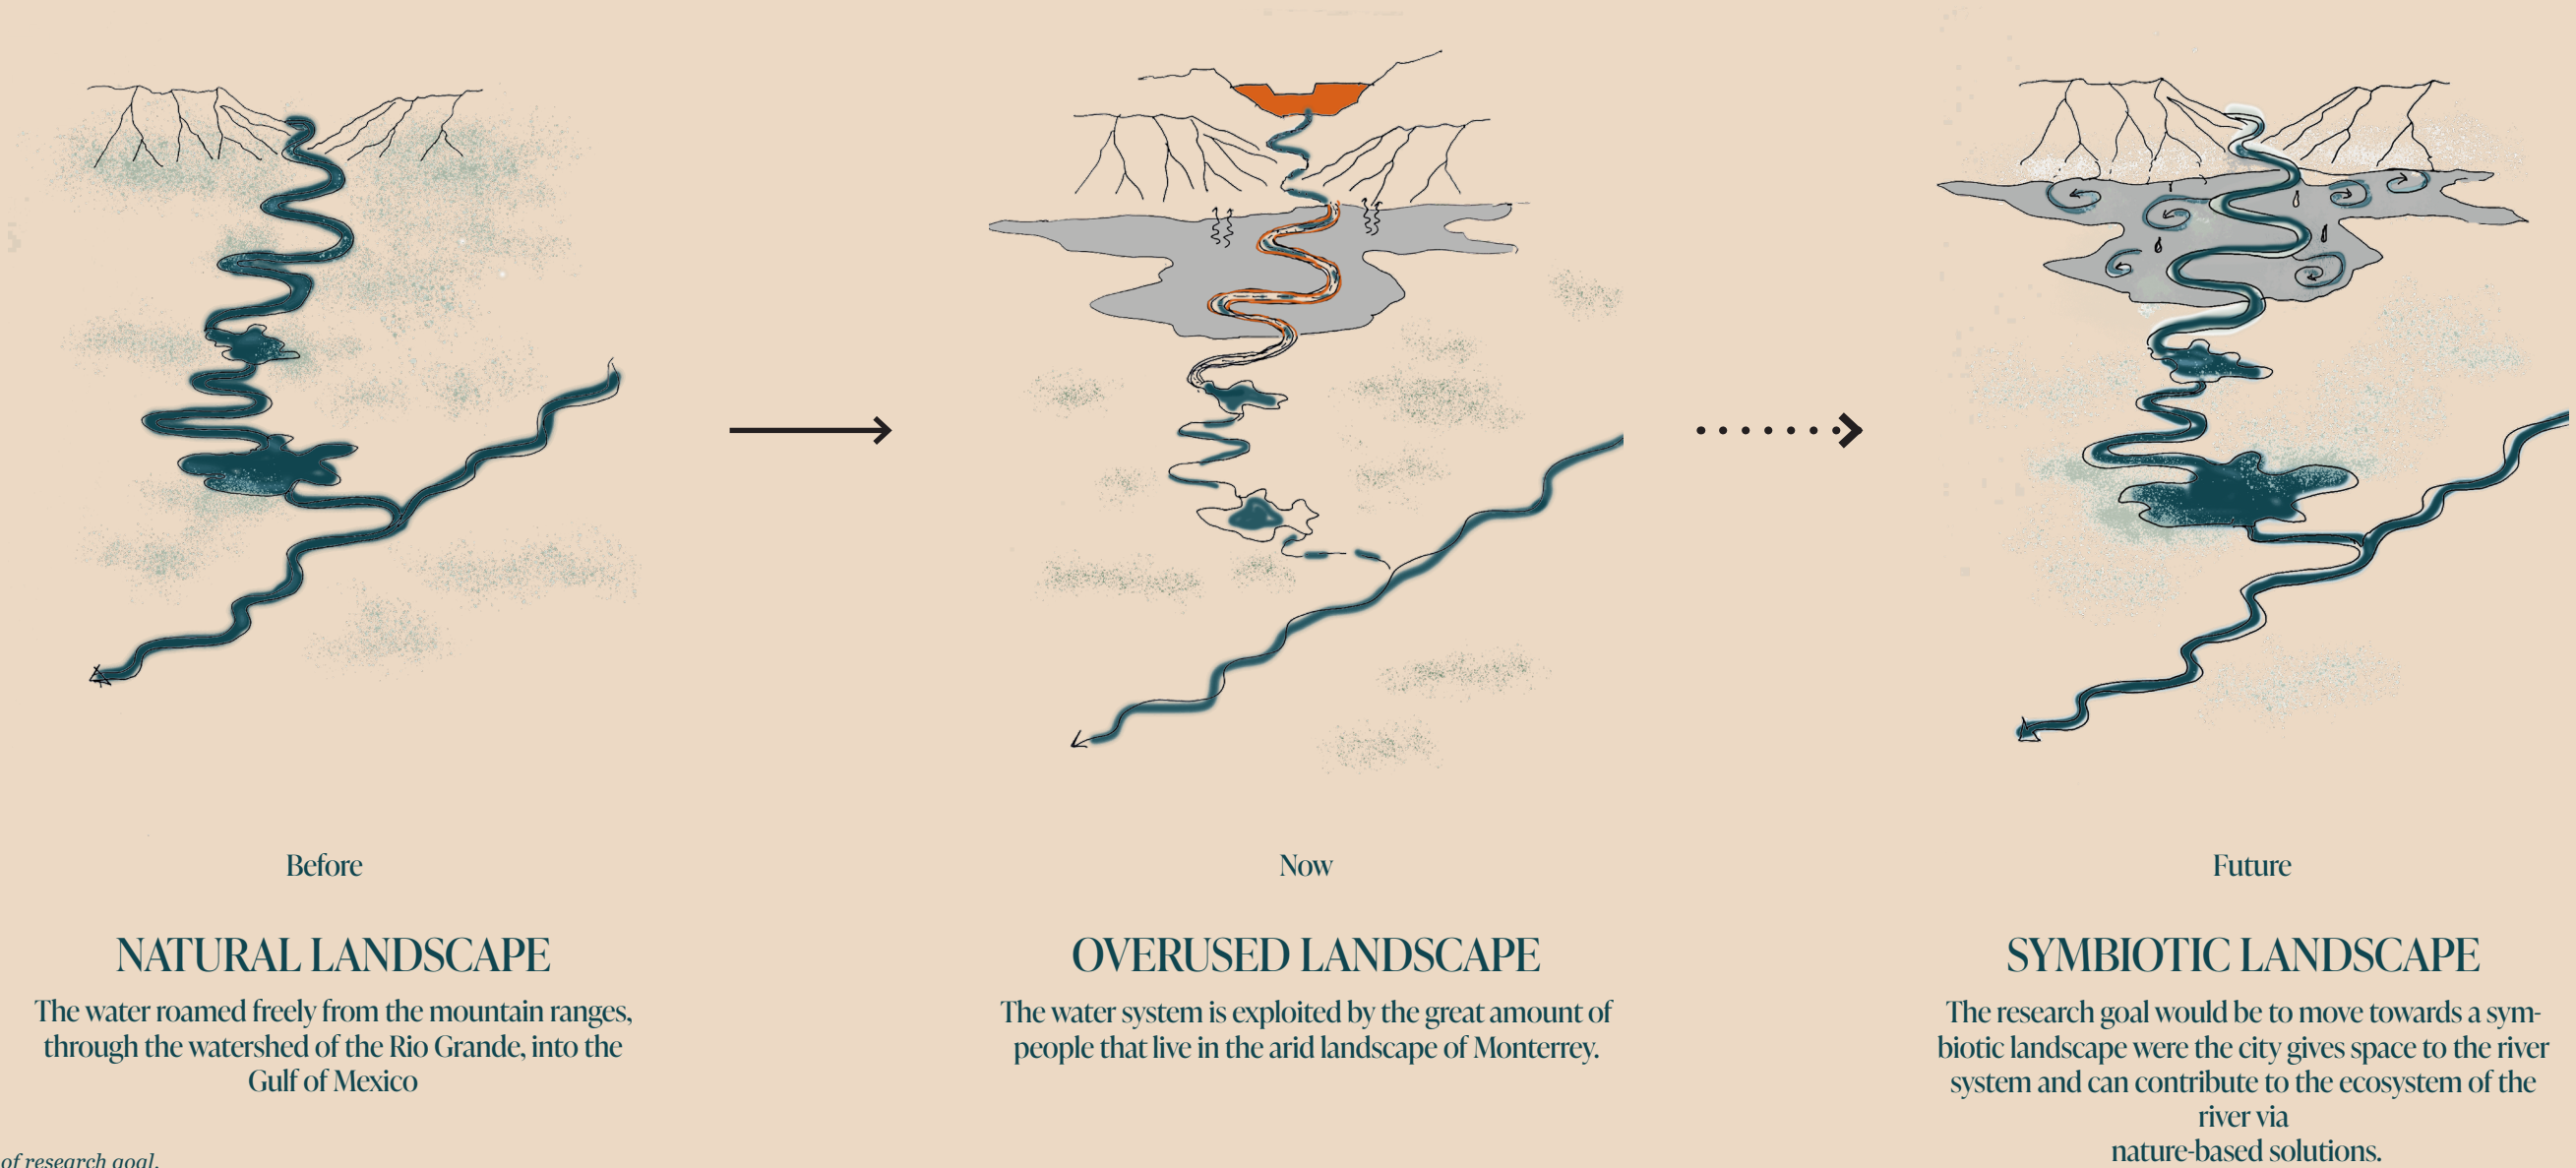 Before
NATURAL LANDSCAPE
The water roamed freely from the mountain ranges,
through the watershed of the Rio Grande, into the
Gulf of Mexico
Now
OVERUSED LANDSCAPE
The water system is exploited by the great amount of
people that live in the arid landscape of Monterrey.
Future
SYMBIOTIC LANDSCAPE
The research goal would be to move towards a sym-
biotic landscape were the city gives space to the river
system and can contribute to the ecosystem of the
river via
nature-based solutions.
of research goal.